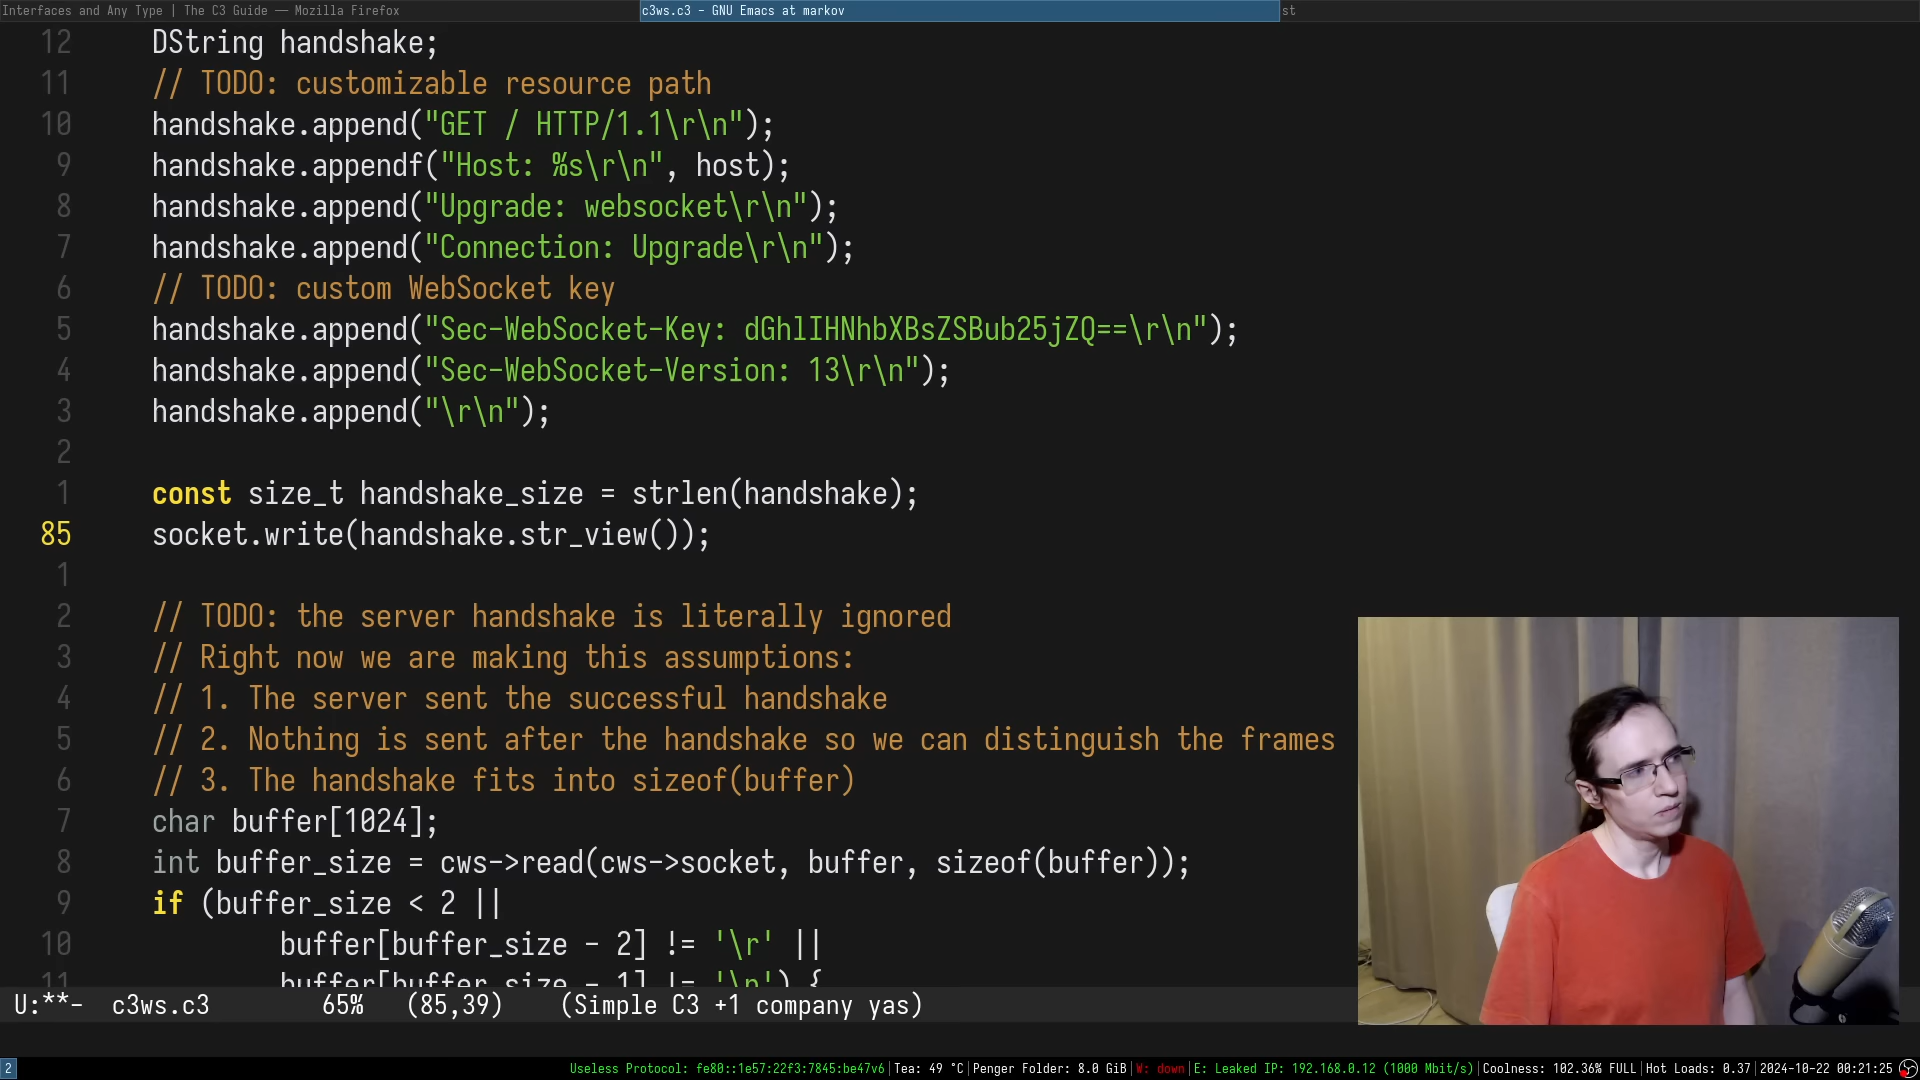 Interfaces and Any Type | The C3 Guide — Mozilla Firefox
c3ws.c3 - GNU Emacs at markov
st
12 DString handshake;
11 // TODO: customizable resource path
10 handshake.append("GET / HTTP/1.1\r\n");
9 handshake.appendf("Host: %s\r\n", host);
8 handshake.append("Upgrade: websocket\r\n");
7 handshake.append("Connection: Upgrade\r\n");
6 // TODO: custom WebSocket key
5 handshake.append("Sec-WebSocket-Key: dGhlIHNhbXBsZSBub25jZQ==\r\n");
4 handshake.append("Sec-WebSocket-Version: 13\r\n");
3 handshake.append("\r\n");
2
1 const size_t handshake_size = strlen(handshake);
85 socket.write(handshake.str_view());
1
2 // TODO: the server handshake is literally ignored
3 // Right now we are making this assumptions:
4 // 1. The server sent the successful handshake
5 // 2. Nothing is sent after the handshake so we can distinguish the frames
6 // 3. The handshake fits into sizeof(buffer)
7 char buffer[1024];
8 int buffer_size = cws->read(cws->socket, buffer, sizeof(buffer));
9 if (buffer_size < 2 ||
10 buffer[buffer_size - 2] != '\r' ||
11 buffer[buffer_size - 1] != '\n') {
U:**- c3ws.c3 65% (85,39) (Simple C3 +1 company yas)
2 Useless Protocol: fe80::1e57:22f3:7845:be47v6|Tea: 49 °C|Penger Folder: 8.0 GiB|W: down|E: Leaked IP: 192.168.0.12 (1000 Mbit/s)|Coolness: 102.36% FULL|Hot Loads: 0.37|2024-10-22 00:21:25